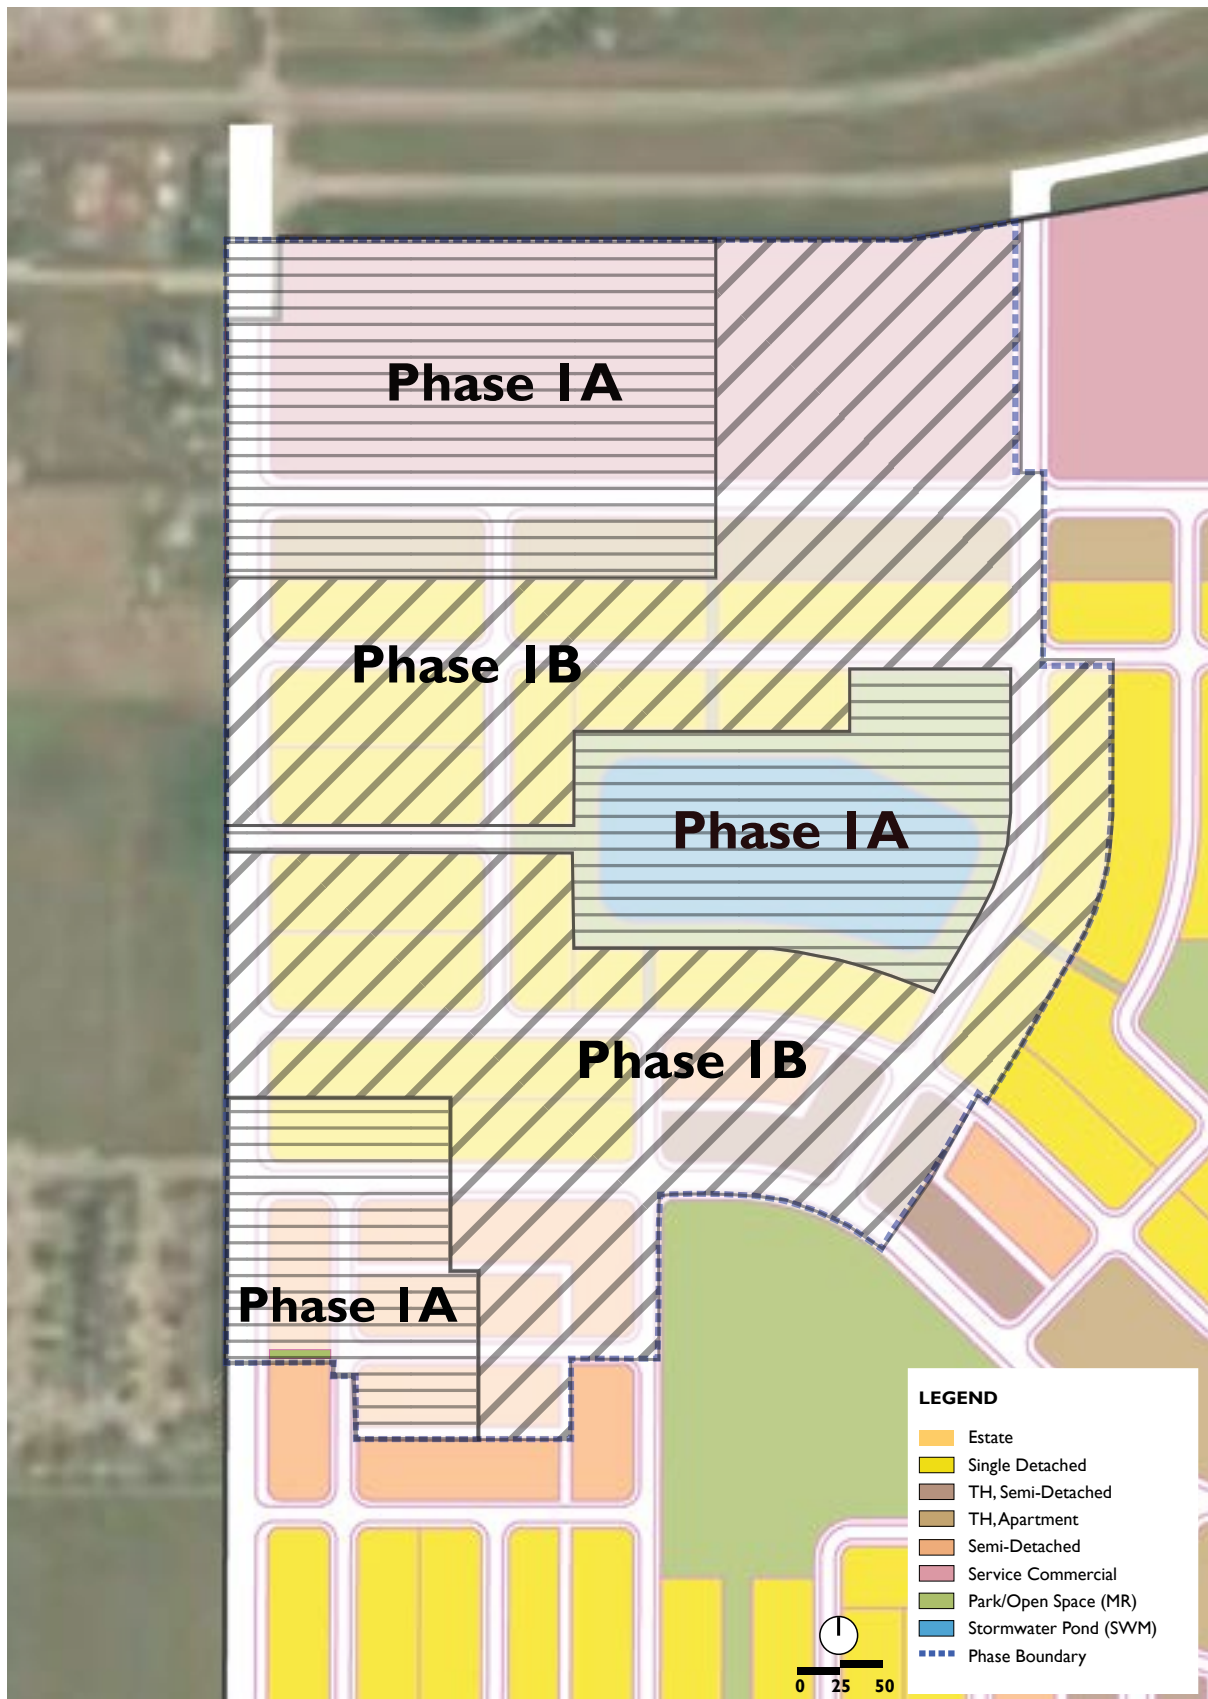 Phase 1A
Phase 1B
Phase 1A
Phase 1B
Phase 1A
LEGEND
Estate
Single Detached
TH, Semi-Detached
TH, Apartment
Semi-Detached
Service Commercial
Park/Open Space (MR)
Stormwater Pond (SWM)
Phase Boundary
0 25 50